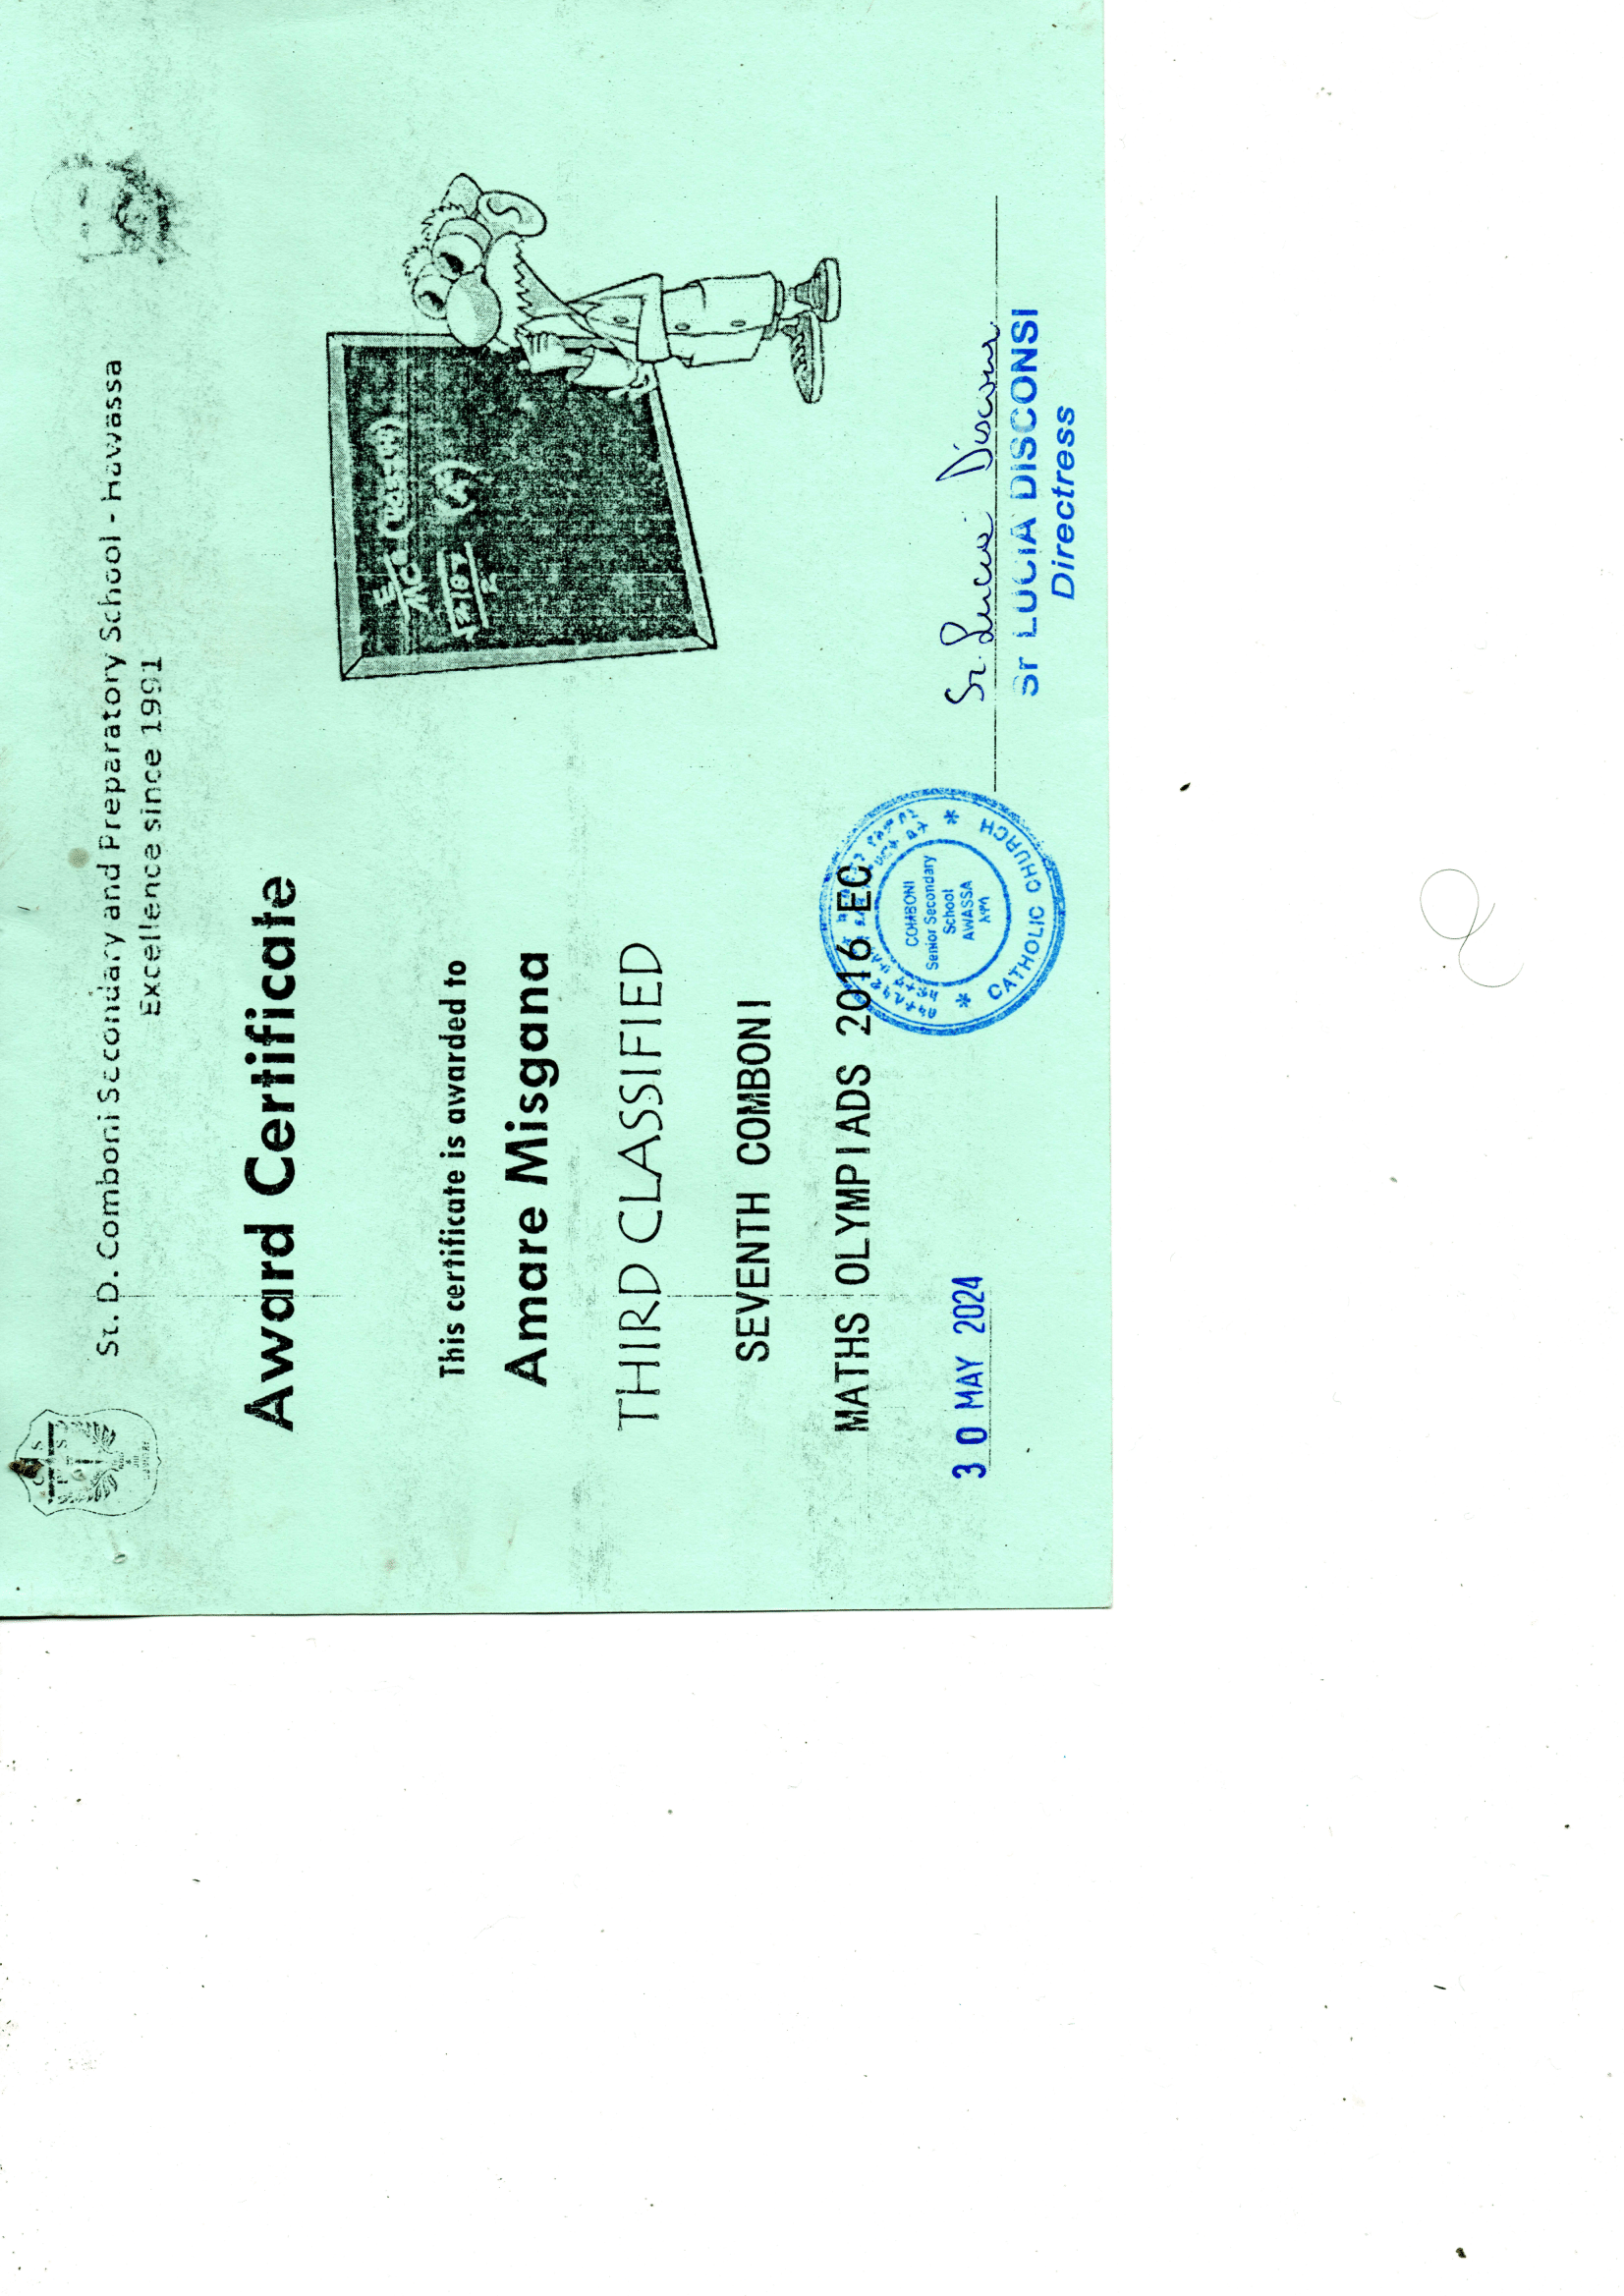 St. D. Comboni Secondary and Preparatory School - Hawassa
Excellence since 1991
Award Certificate
This certificate is awarded to
Amare Misgana
THIRD CLASSIFIED
SEVENTH COMBONI
MATHS OLYMPIADS 2016 EC
30 MAY 2024
COMBONI
Senior Secondary
School
AWASSA
* CATHOLIC CHURCH *
Sr. Lucia Disconsi
Sr LUCIA DISCONSI
Directress